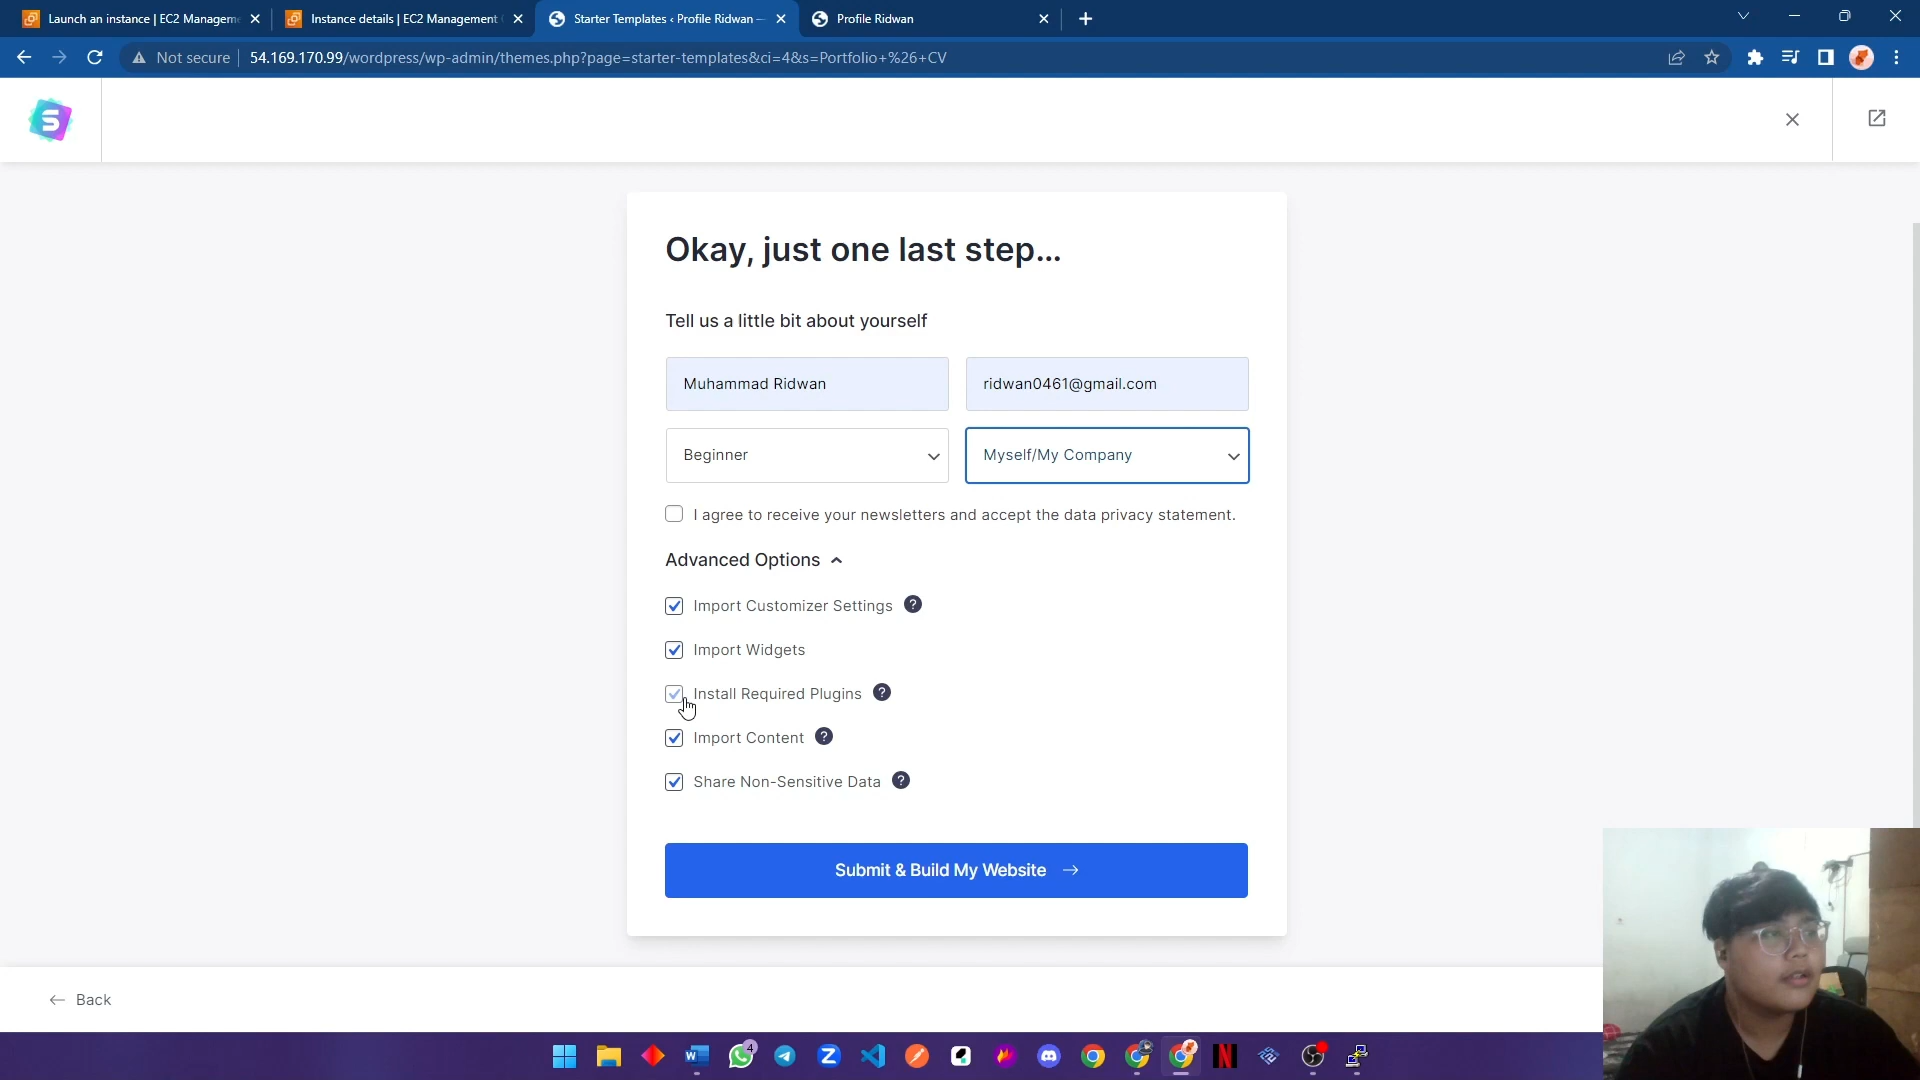 Launch an instance | EC2 Manageme
Instance details | EC2 Management
Starter Templates ‹ Profile Ridwan —
Profile Ridwan
Not secure
54.169.170.99/wordpress/wp-admin/themes.php?page=starter-templates&ci=4&s=Portfolio+%26+CV
S
Okay, just one last step...
Tell us a little bit about yourself
Muhammad Ridwan
ridwan0461@gmail.com
Beginner
Myself/My Company
I agree to receive your newsletters and accept the data privacy statement.
Advanced Options
Import Customizer Settings ?
Import Widgets
Install Required Plugins ?
Import Content ?
Share Non-Sensitive Data ?
Submit & Build My Website →
← Back
4